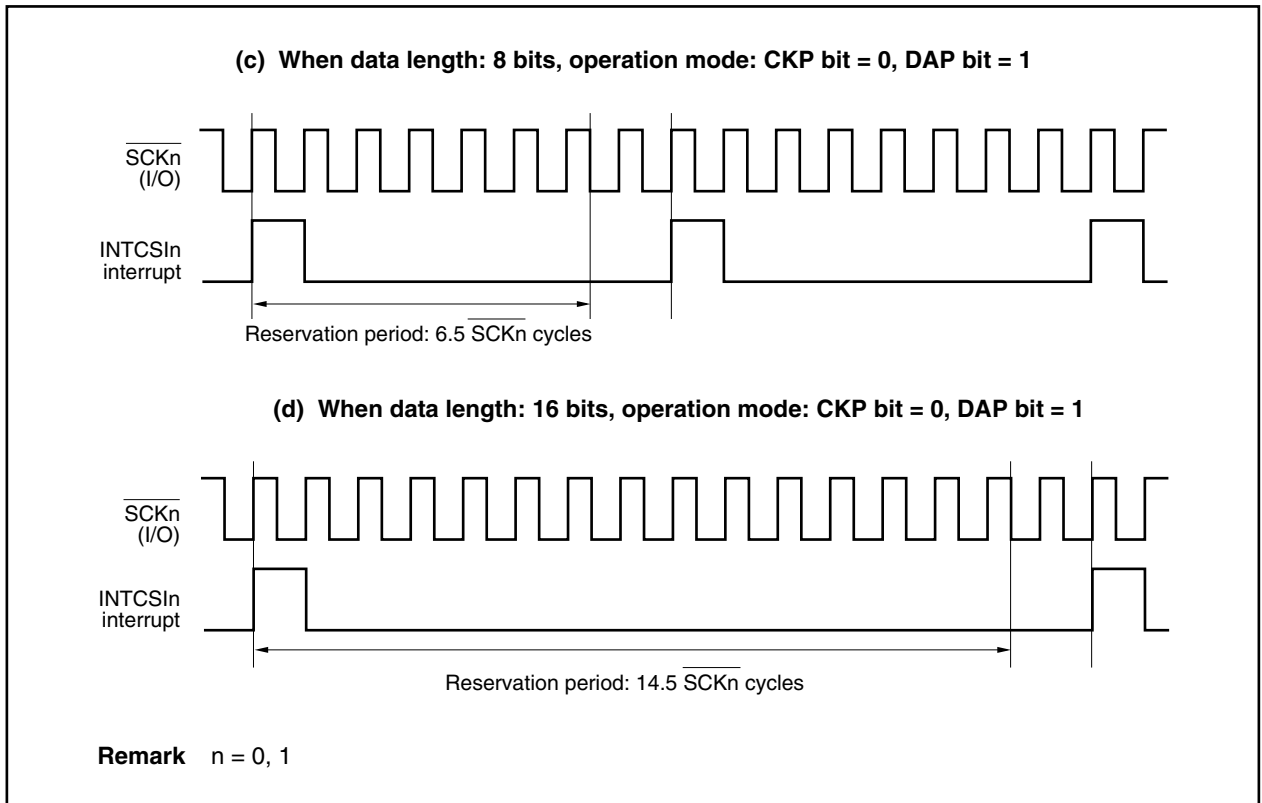 (c) When data length: 8 bits, operation mode: CKP bit = 0, DAP bit = 1
SCKn
(I/O)
INTCSIn
interrupt
Reservation period: 6.5 SCKn cycles
(d) When data length: 16 bits, operation mode: CKP bit = 0, DAP bit = 1
SCKn
(I/O)
INTCSIn
interrupt
Reservation period: 14.5 SCKn cycles
Remark n = 0, 1